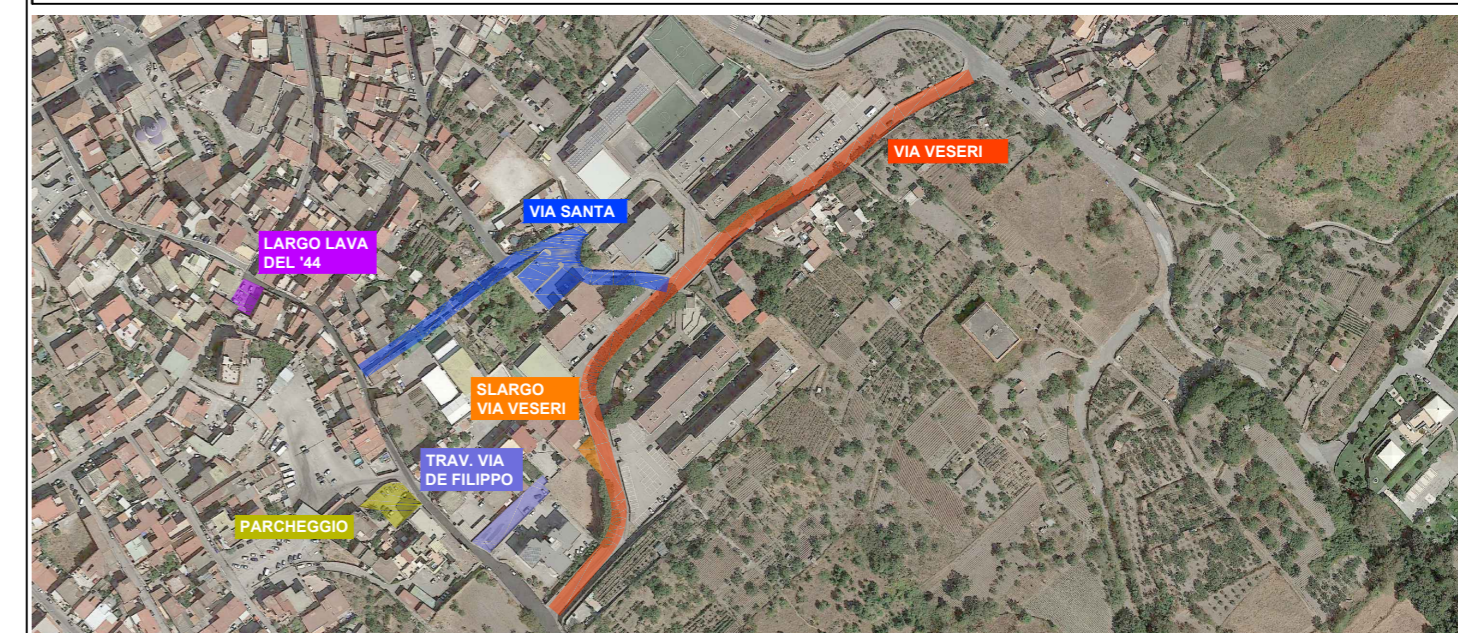 VIA VESERI
VIA SANTA
LARGO LAVA
DEL '44
SLARGO
VIA VESERI
TRAV. VIA
DE FILIPPO
PARCHEGGIO